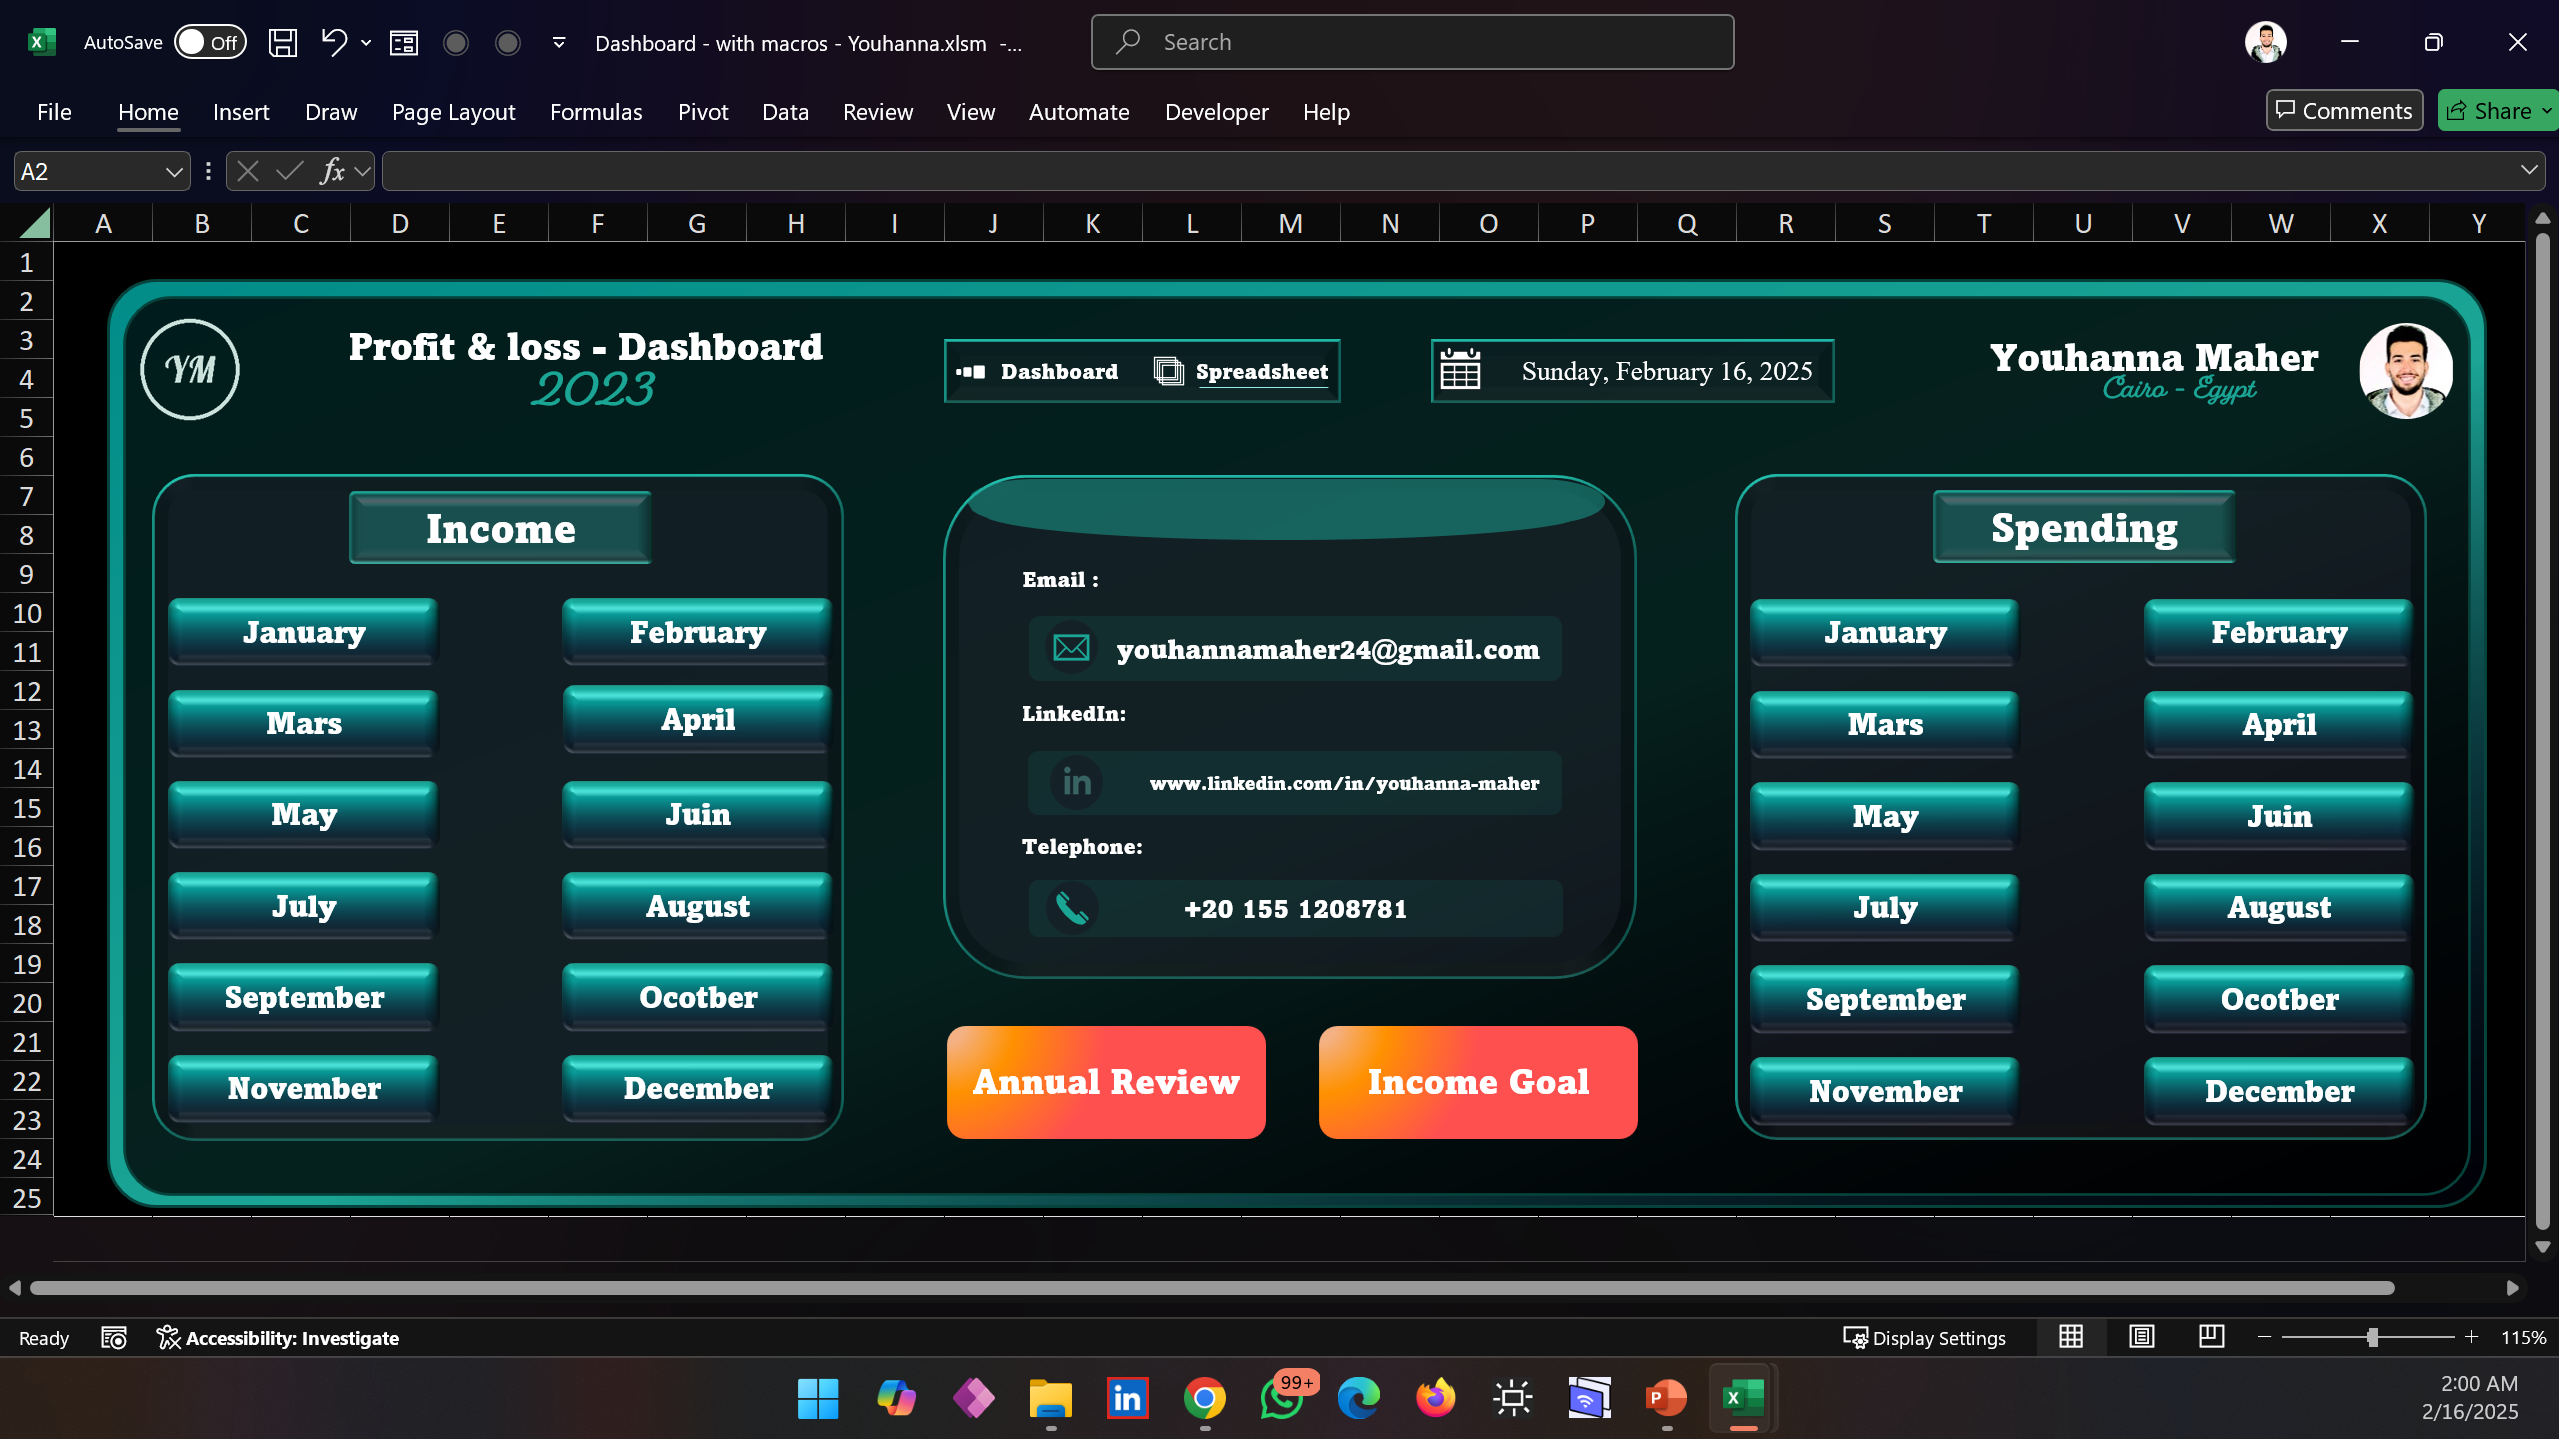 AutoSave Off Dashboard - with macros - Youhanna.xlsm -... Search
File Home Insert Draw Page Layout Formulas Pivot Data Review View Automate Developer Help Comments Share
A2 fx
A B C D E F G H I J K L M N O P Q R S T U V W X Y
1
2
3
4
5
6
7
8
9
10
11
12
13
14
15
16
17
18
19
20
21
22
23
24
25
YM
Profit & loss - Dashboard
2023
Dashboard Spreadsheet
Sunday, February 16, 2025
Youhanna Maher
Cairo - Egypt
Income
January February
Mars April
May Juin
July August
September Ocotber
November December
Email :
youhannamaher24@gmail.com
LinkedIn:
in www.linkedin.com/in/youhanna-maher
Telephone:
+20 155 1208781
Annual Review Income Goal
Spending
January February
Mars April
May Juin
July August
September Ocotber
November December
Ready Accessibility: Investigate Display Settings 115%
in 99+ P X 2:00 AM
2/16/2025